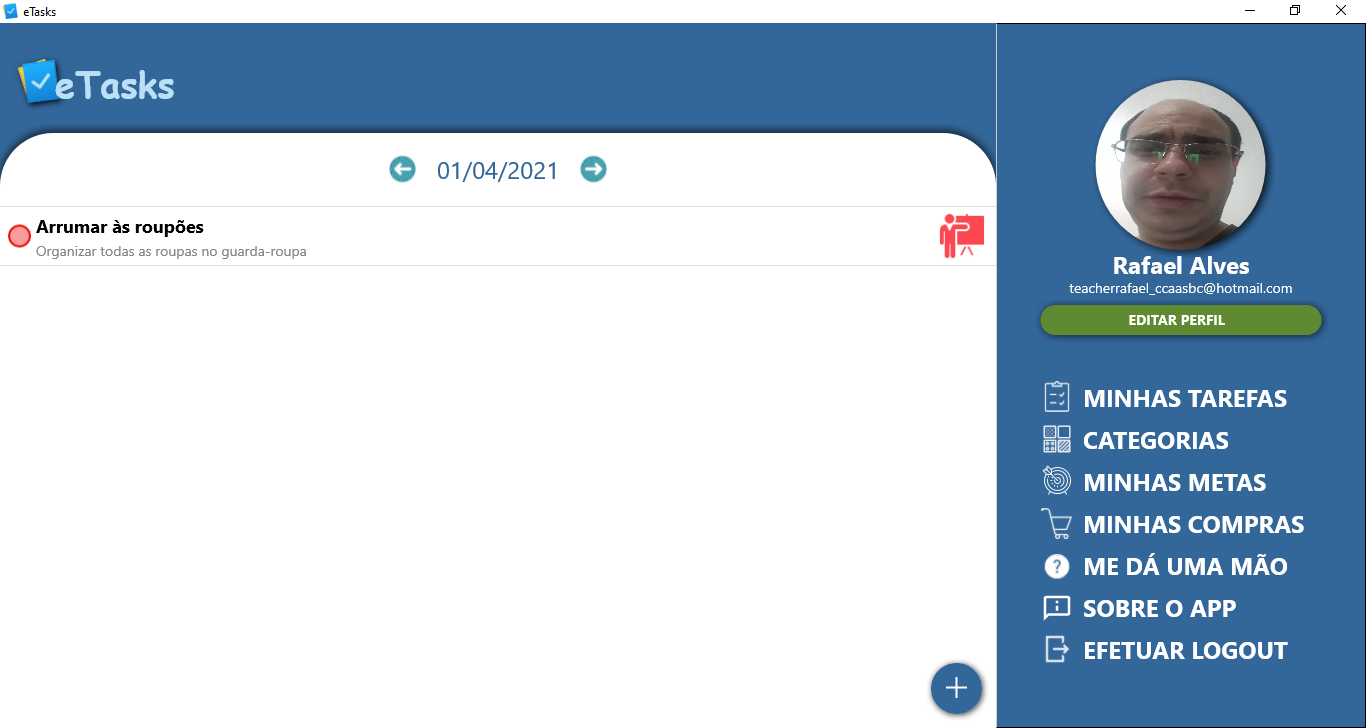 eTasks
eTasks
01/04/2021
Arrumar às roupões
Organizar todas as roupas no guarda-roupa
Rafael Alves
teacherrafael_ccaasbc@hotmail.com
EDITAR PERFIL
MINHAS TAREFAS
CATEGORIAS
MINHAS METAS
MINHAS COMPRAS
ME DÁ UMA MÃO
SOBRE O APP
EFETUAR LOGOUT